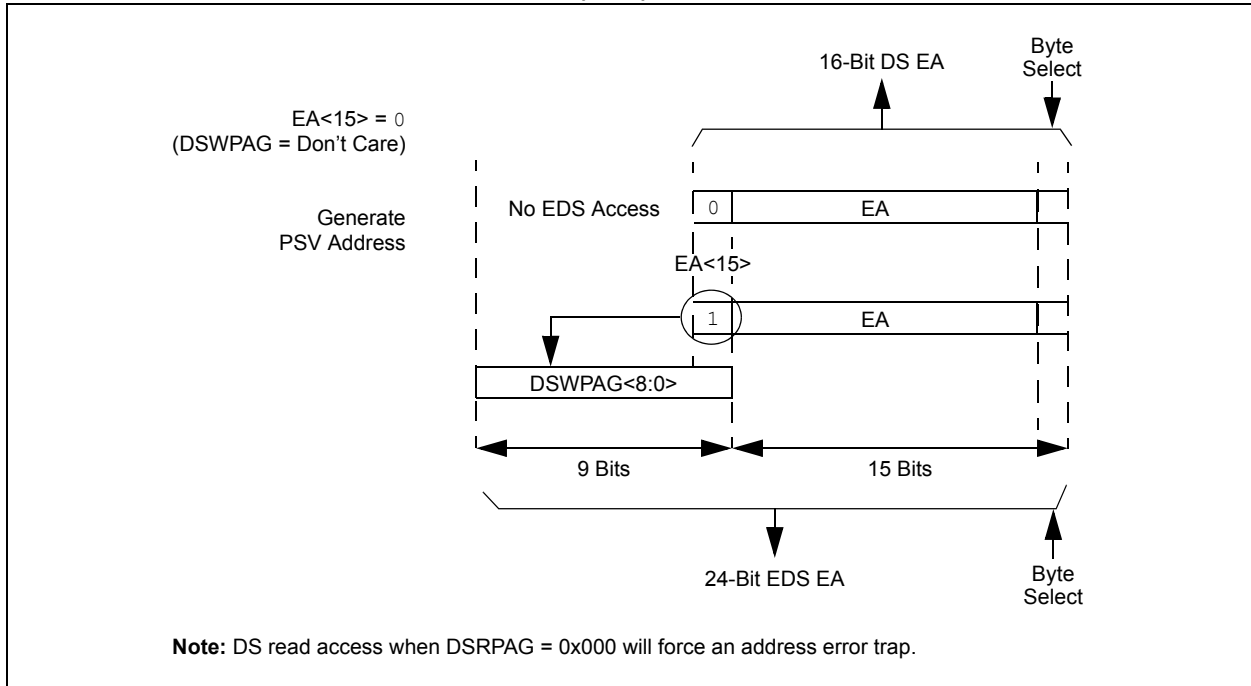 16-Bit DS EA
Byte
Select
EA<15> = 0
(DSWPAG = Don't Care)
No EDS Access
0
EA
Generate
PSV Address
EA<15>
1
EA
DSWPAG<8:0>
9 Bits
15 Bits
24-Bit EDS EA
Byte
Select
Note: DS read access when DSRPAG = 0x000 will force an address error trap.